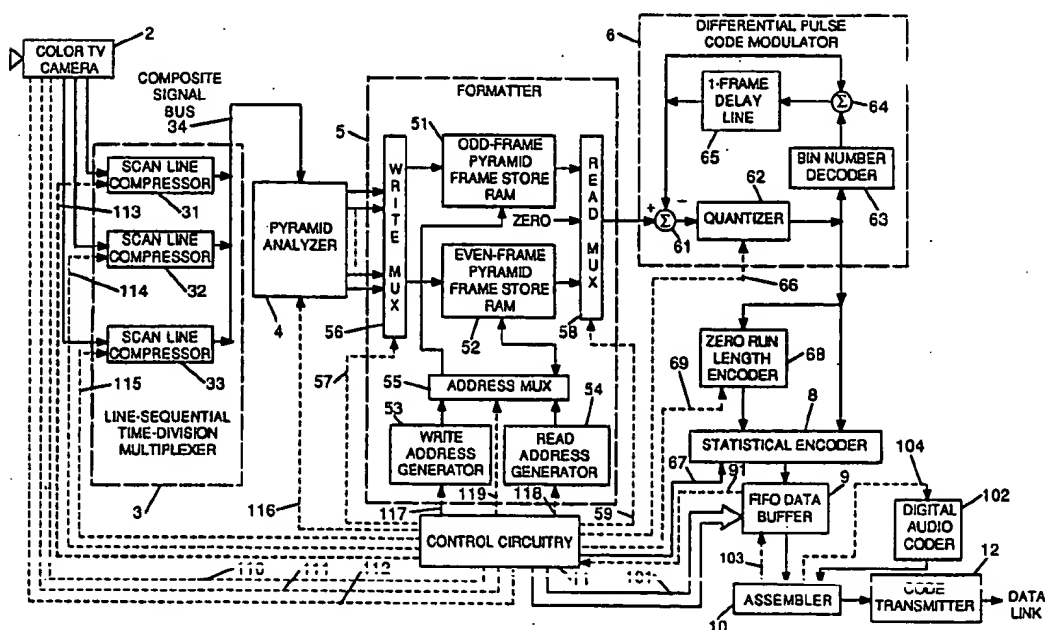 2
COLOR TV
CAMERA
COMPOSITE
SIGNAL
BUS
34
SCAN LINE
COMPRESSOR
31
113
SCAN LINE
COMPRESSOR
32
114
SCAN LINE
COMPRESSOR
33
115
LINE-SEQUENTIAL
TIME-DIVISION
MULTIPLEXER
3
PYRAMID
ANALYZER
4
116
FORMATTER
5
51
WRITE MUX
56
57
ODD-FRAME
PYRAMID
FRAME STORE
RAM
ZERO
EVEN-FRAME
PYRAMID
FRAME STORE
RAM
52
READ MUX
58
55
ADDRESS MUX
53
54
WRITE
ADDRESS
GENERATOR
READ
ADDRESS
GENERATOR
119
117
118
59
CONTROL CIRCUITRY
11
110
111
112
101
DIFFERENTIAL PULSE
CODE MODULATOR
6
1-FRAME
DELAY
LINE
65
Σ
64
BIN NUMBER
DECODER
63
+
−
Σ
61
62
QUANTIZER
66
ZERO RUN
LENGTH
ENCODER
68
69
8
STATISTICAL ENCODER
67
91
9
FIFO DATA
BUFFER
104
102
DIGITAL
AUDIO
CODER
103
12
ASSEMBLER
10
CODE
TRANSMITTER
DATA
LINK